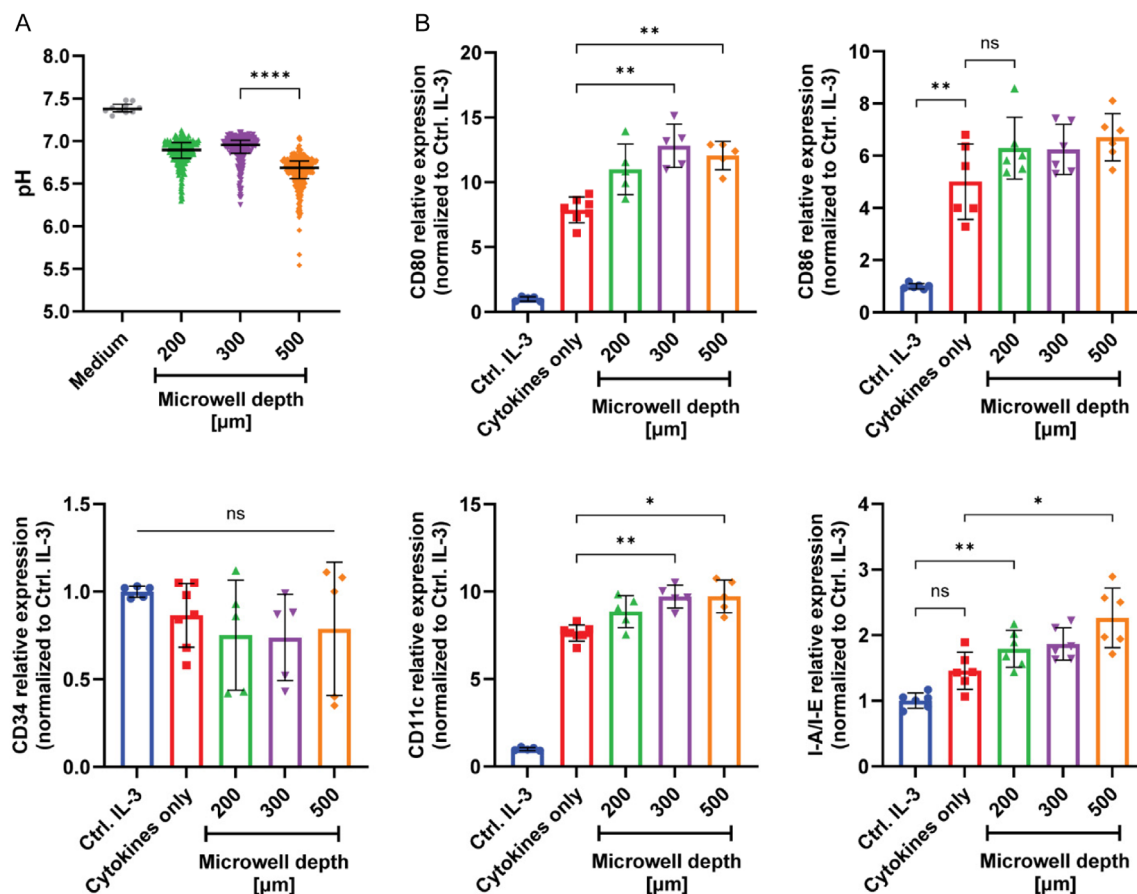 A
pH
8.0
7.5
7.0
6.5
6.0
5.5
5.0
****
Medium
200
300
500
Microwell depth
[µm]
B
CD80 relative expression
(normalized to Ctrl. IL-3)
20
15
10
5
0
**
**
Ctrl. IL-3
Cytokines only
200
300
500
Microwell depth
[µm]
CD86 relative expression
(normalized to Ctrl. IL-3)
10
8
6
4
2
0
ns
**
Ctrl. IL-3
Cytokines only
200
300
500
Microwell depth
[µm]
CD34 relative expression
(normalized to Ctrl. IL-3)
1.5
1.0
0.5
0.0
ns
Ctrl. IL-3
Cytokines only
200
300
500
Microwell depth
[µm]
CD11c relative expression
(normalized to Ctrl. IL-3)
15
10
5
0
*
**
Ctrl. IL-3
Cytokines only
200
300
500
Microwell depth
[µm]
I-A/I-E relative expression
(normalized to Ctrl. IL-3)
4
3
2
1
0
*
**
ns
Ctrl. IL-3
Cytokines only
200
300
500
Microwell depth
[µm]